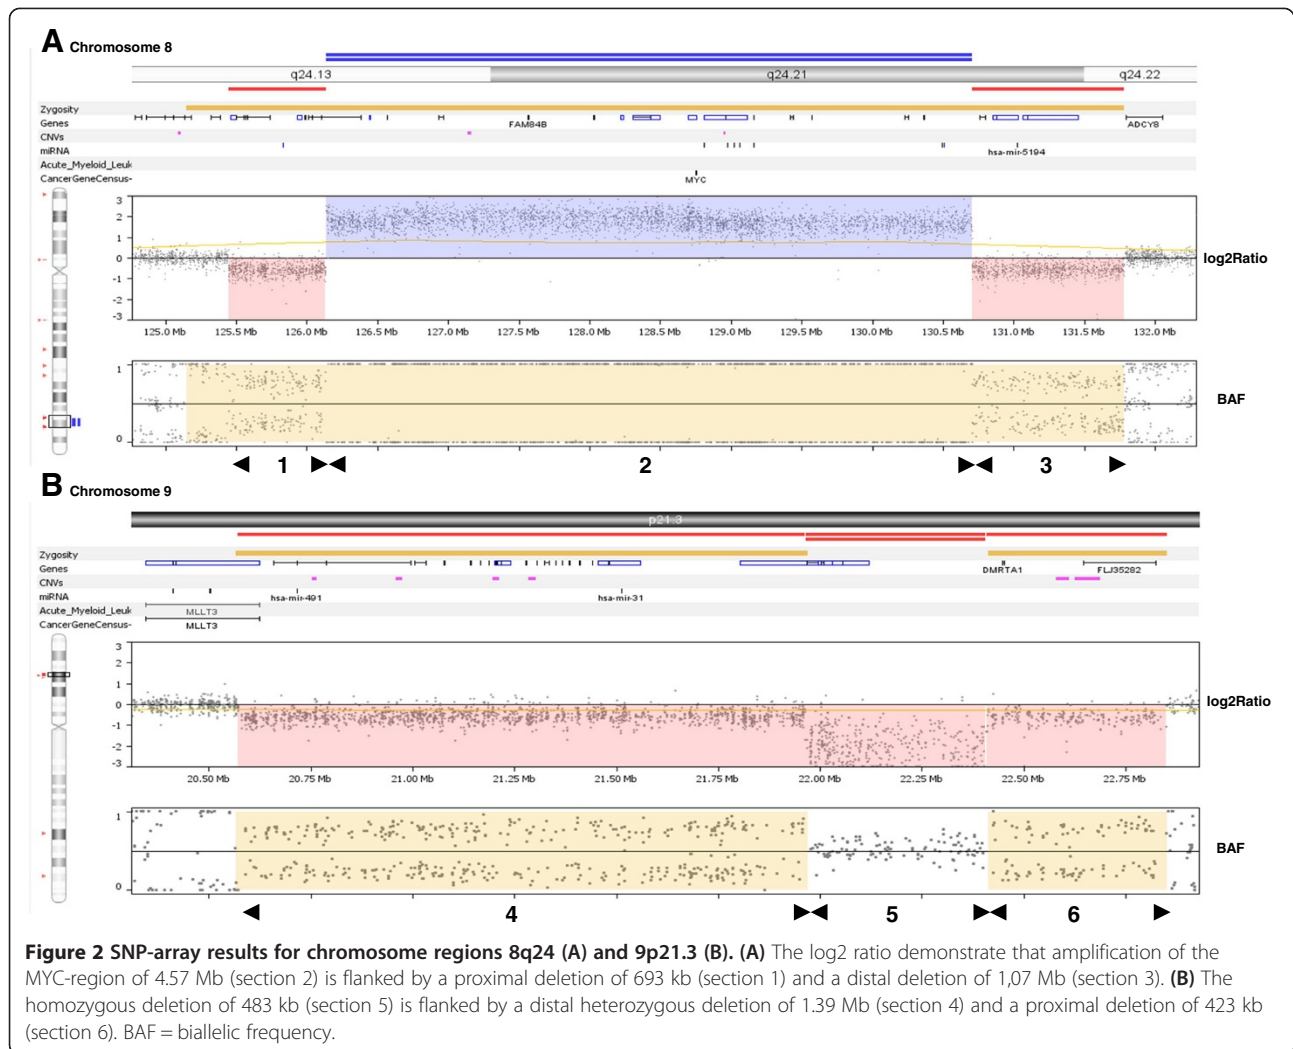 A Chromosome 8
q24.13 q24.21 q24.22
Zygosity
Genes
FAM84B ADCY8
CNVs
miRNA
hsa-mir-5194
Acute_Myeloid_Leuk
CancerGeneCensus-
MYC
3
2
1
0
-1
-2
-3
log2Ratio
125.0 Mb 125.5 Mb 126.0 Mb 126.5 Mb 127.0 Mb 127.5 Mb 128.0 Mb 128.5 Mb 129.0 Mb 129.5 Mb 130.0 Mb 130.5 Mb 131.0 Mb 131.5 Mb 132.0 Mb
1
0
BAF
1 2 3
B Chromosome 9
p21.3
Zygosity
Genes
DMRTA1 FLJ35282
CNVs
miRNA
hsa-mir-491 hsa-mir-31
Acute_Myeloid_Leuk
MLLT3
CancerGeneCensus-
MLLT3
3
2
1
0
-1
-2
-3
log2Ratio
20.50 Mb 20.75 Mb 21.00 Mb 21.25 Mb 21.50 Mb 21.75 Mb 22.00 Mb 22.25 Mb 22.50 Mb 22.75 Mb
1
0
BAF
4 5 6
Figure 2 SNP-array results for chromosome regions 8q24 (A) and 9p21.3 (B). (A) The log2 ratio demonstrate that amplification of the
MYC-region of 4.57 Mb (section 2) is flanked by a proximal deletion of 693 kb (section 1) and a distal deletion of 1,07 Mb (section 3). (B) The
homozygous deletion of 483 kb (section 5) is flanked by a distal heterozygous deletion of 1.39 Mb (section 4) and a proximal deletion of 423 kb
(section 6). BAF = biallelic frequency.